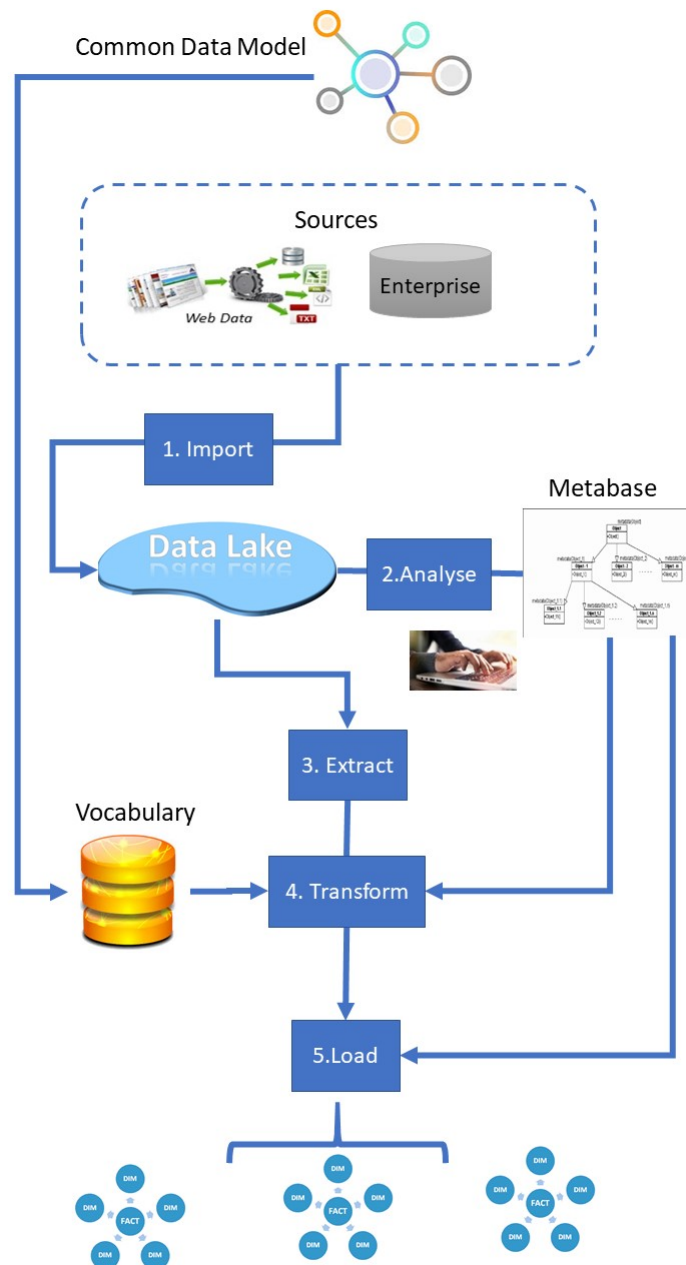 Common Data Model
Sources
Web Data
TXT
Enterprise
1. Import
Metabase
Data Lake
2.Analyse
3. Extract
Vocabulary
4. Transform
5.Load
DIM
DIM
DIM
FACT
DIM
DIM
DIM
DIM
DIM
FACT
DIM
DIM
DIM
DIM
DIM
FACT
DIM
DIM